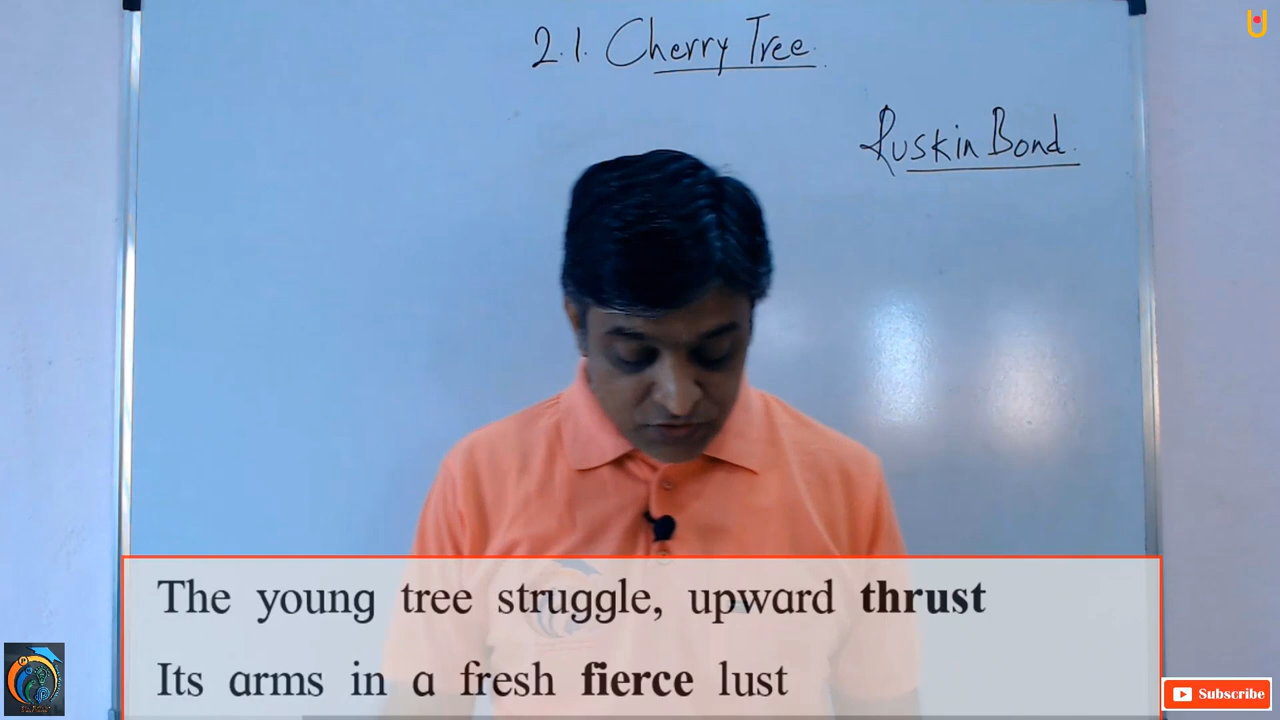 2.1. Cherry Tree.
Ruskin Bond.
The young tree struggle, upward thrust
Its arms in a fresh fierce lust
Subscribe